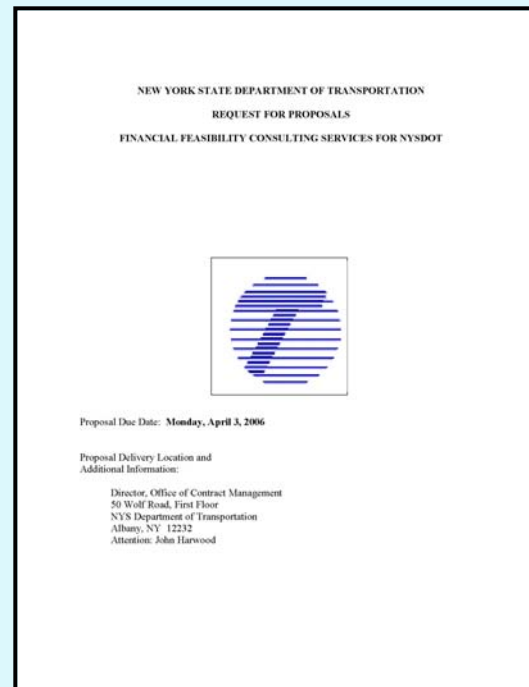 NEW YORK STATE DEPARTMENT OF TRANSPORTATION
REQUEST FOR PROPOSALS
FINANCIAL FEASIBILITY CONSULTING SERVICES FOR NYSDOT
Proposal Due Date: Monday, April 3, 2006
Proposal Delivery Location and
Additional Information:
Director, Office of Contract Management
50 Wolf Road, First Floor
NYS Department of Transportation
Albany, NY 12232
Attention: John Harwood